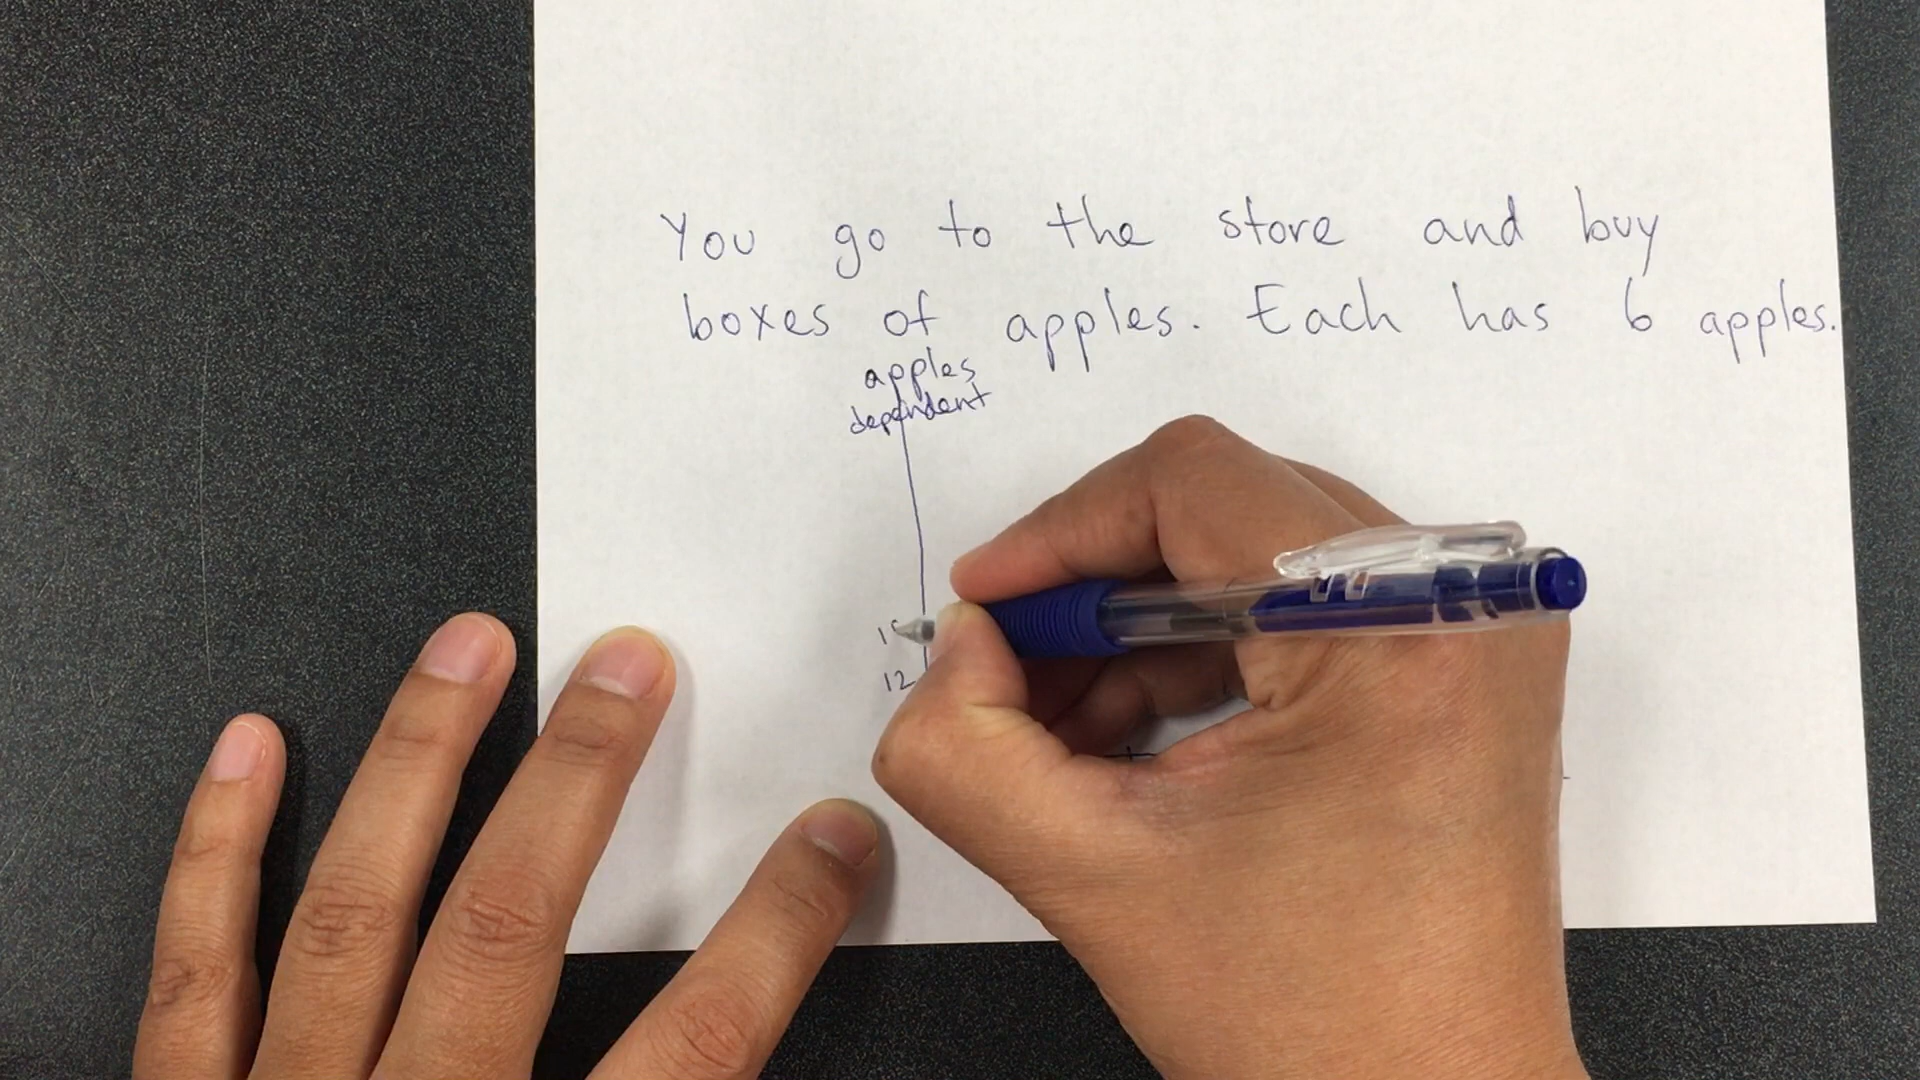 You go to the store and buy
boxes of apples. Each has 6 apples.
apples
dependent
12